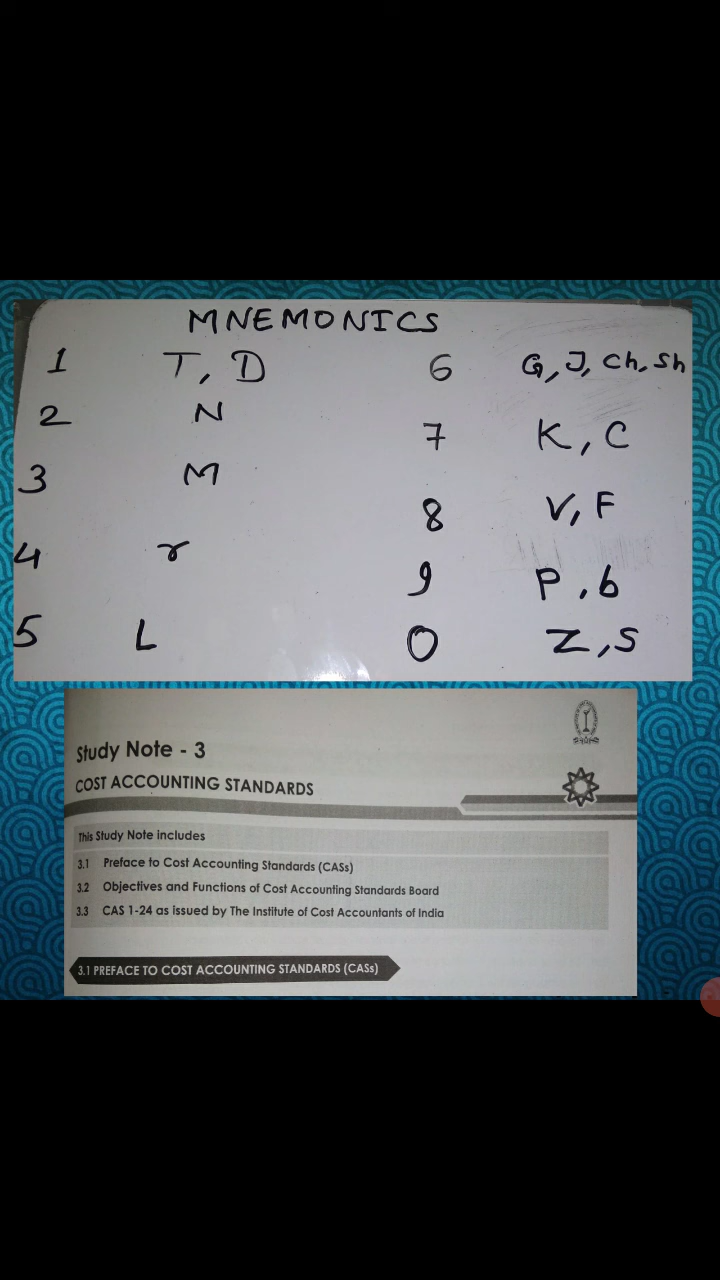 MNEMONICS
1 T, D 6 G, J, Ch, Sh
2 N 7 K, C
3 M 8 V, F
4 r 9 P, b
5 L 0 Z, S
Study Note - 3
COST ACCOUNTING STANDARDS
This Study Note includes
3.1 Preface to Cost Accounting Standards (CASs)
3.2 Objectives and Functions of Cost Accounting Standards Board
3.3 CAS 1-24 as issued by The Institute of Cost Accountants of India
3.1 PREFACE TO COST ACCOUNTING STANDARDS (CASs)